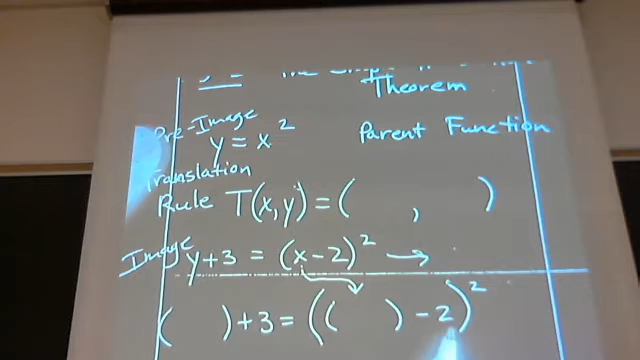 Theorem
Pre-Image
y = x² Parent Function
Translation
Rule T(x,y) = ( , )
Image y+3 = (x-2)² →
( )+3 = (( ) -2)²